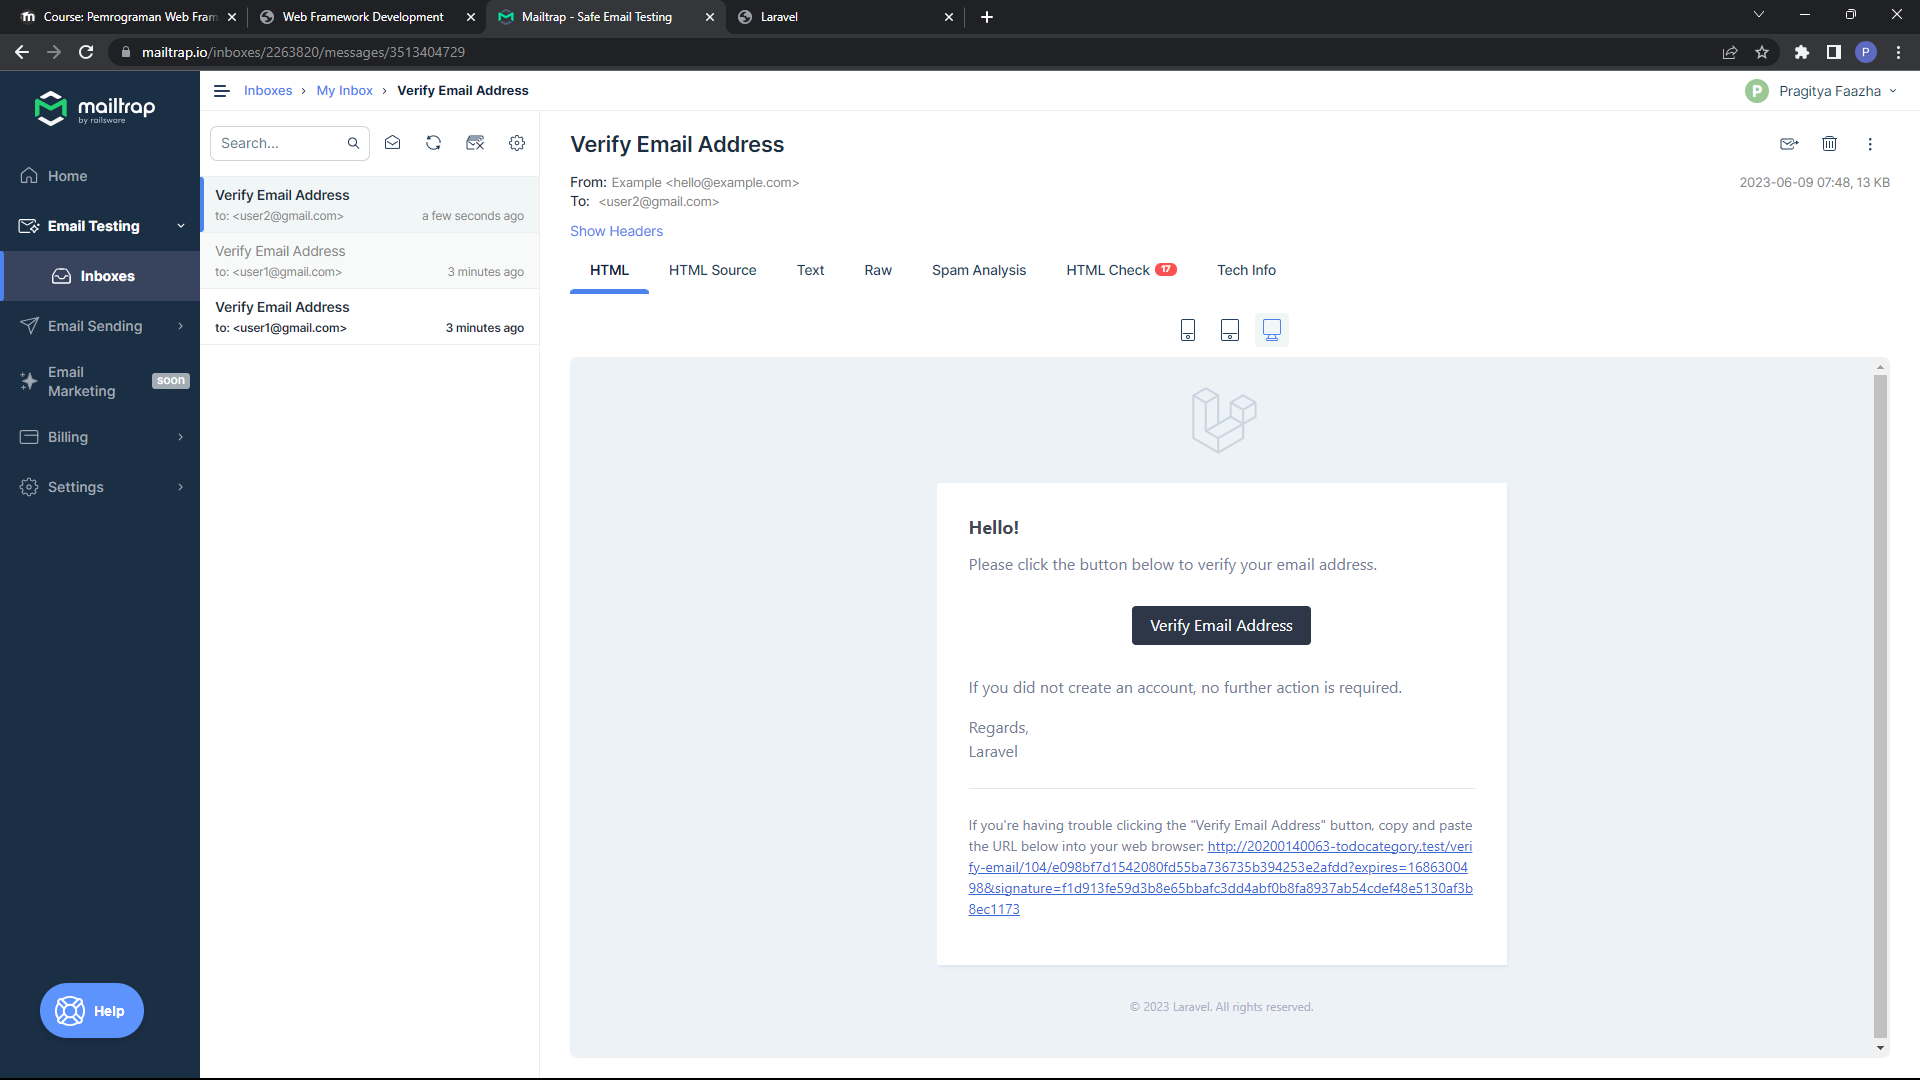 Course: Pemrograman Web Fram
Web Framework Development
Mailtrap - Safe Email Testing
Laravel
mailtrap.io/inboxes/2263820/messages/3513404729
P
mailtrap
by railsware
Home
Email Testing
Inboxes
Email Sending
Email Marketing
soon
Billing
Settings
Help
Inboxes › My Inbox › Verify Email Address
P Pragitya Faazha
Search...
Verify Email Address
to: <user2@gmail.com> a few seconds ago
Verify Email Address
to: <user1@gmail.com> 3 minutes ago
Verify Email Address
to: <user1@gmail.com> 3 minutes ago
Verify Email Address
From: Example <hello@example.com>
2023-06-09 07:48, 13 KB
To: <user2@gmail.com>
Show Headers
HTML HTML Source Text Raw Spam Analysis HTML Check 17 Tech Info
Hello!
Please click the button below to verify your email address.
Verify Email Address
If you did not create an account, no further action is required.
Regards,
Laravel
If you're having trouble clicking the "Verify Email Address" button, copy and paste
the URL below into your web browser: http://20200140063-todocategory.test/veri
fy-email/104/e098bf7d1542080fd55ba736735b394253e2afdd?expires=16863004
98&signature=f1d913fe59d3b8e65bbafc3dd4abf0b8fa8937ab54cdef48e5130af3b
8ec1173
© 2023 Laravel. All rights reserved.